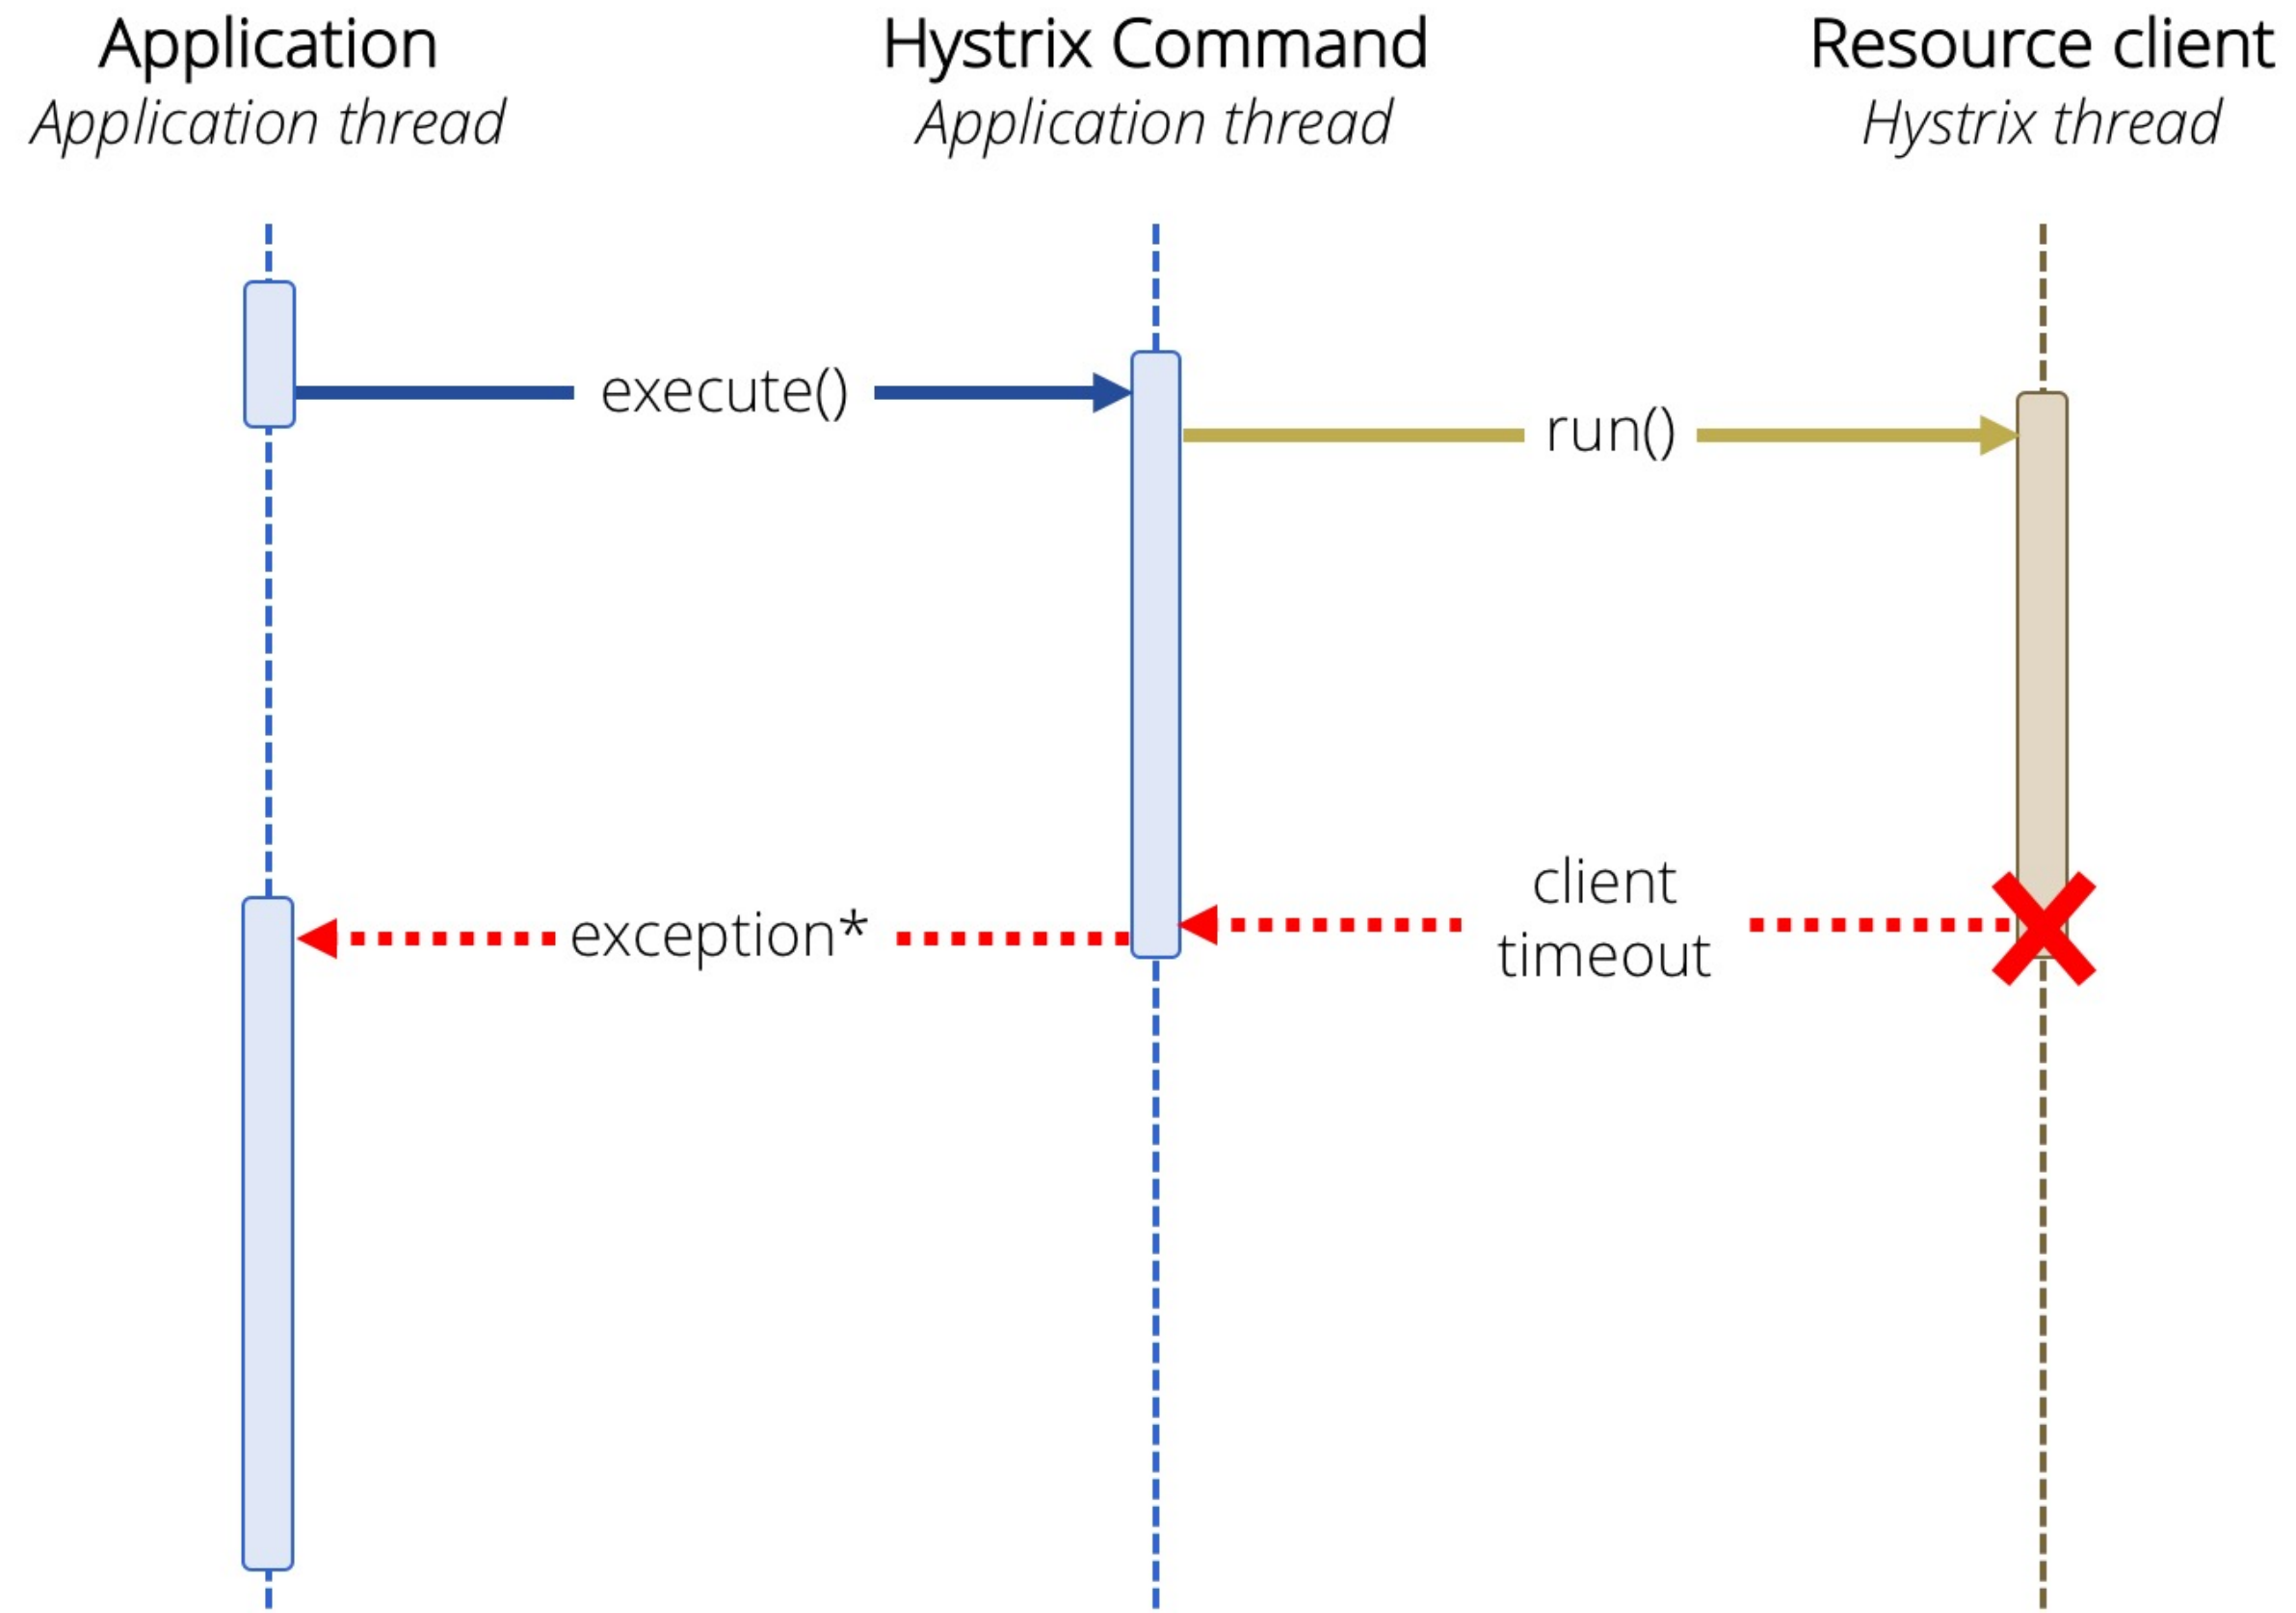 Application
Application thread
Hystrix Command
Application thread
Resource client
Hystrix thread
execute()
run()
client
timeout
exception*